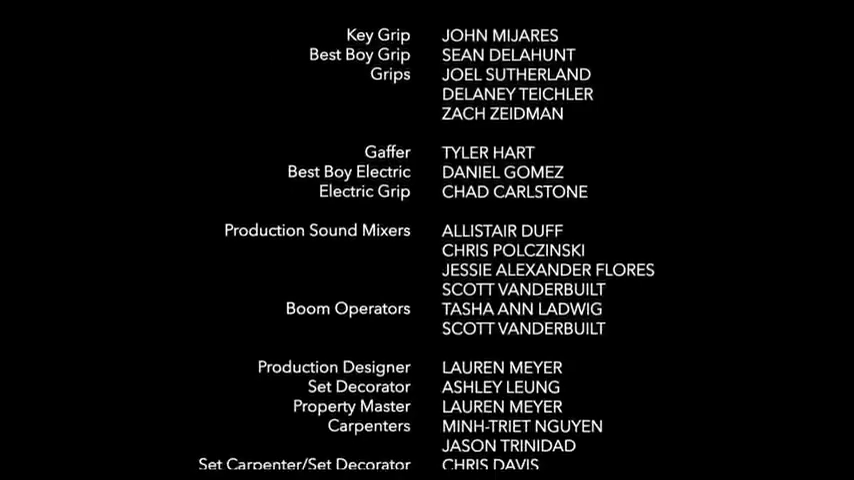 Key Grip JOHN MIJARES
Best Boy Grip SEAN DELAHUNT
Grips JOEL SUTHERLAND
DELANEY TEICHLER
ZACH ZEIDMAN
Gaffer TYLER HART
Best Boy Electric DANIEL GOMEZ
Electric Grip CHAD CARLSTONE
Production Sound Mixers ALLISTAIR DUFF
CHRIS POLCZINSKI
JESSIE ALEXANDER FLORES
SCOTT VANDERBUILT
Boom Operators TASHA ANN LADWIG
SCOTT VANDERBUILT
Production Designer LAUREN MEYER
Set Decorator ASHLEY LEUNG
Property Master LAUREN MEYER
Carpenters MINH-TRIET NGUYEN
JASON TRINIDAD
Set Carpenter/Set Decorator CHRIS DAVIS